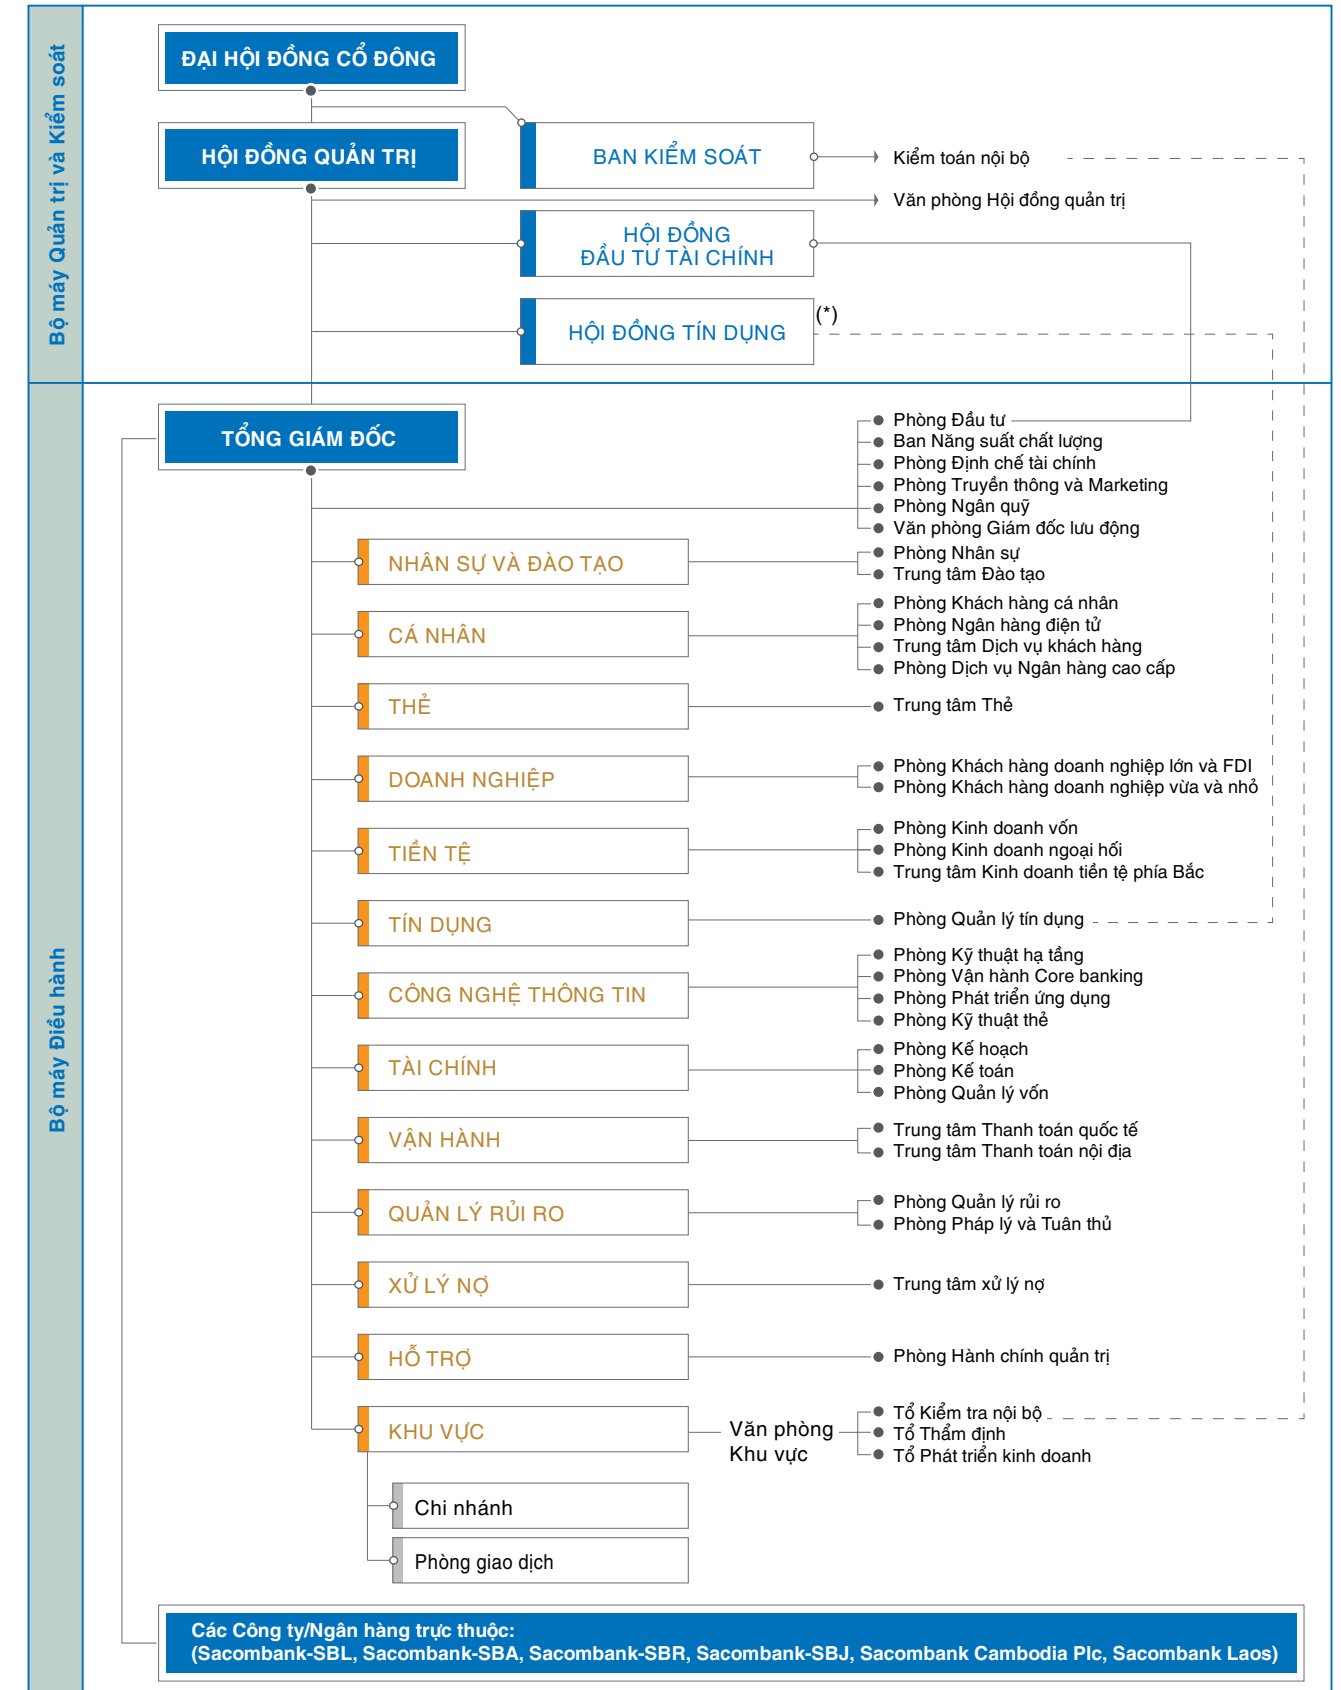 Bộ máy Quản trị và Kiểm soát
ĐẠI HỘI ĐỒNG CỔ ĐÔNG
HỘI ĐỒNG QUẢN TRỊ
BAN KIỂM SOÁT
Kiểm toán nội bộ
Văn phòng Hội đồng quản trị
HỘI ĐỒNG
ĐẦU TƯ TÀI CHÍNH
HỘI ĐỒNG TÍN DỤNG
(*)
Bộ máy Điều hành
TỔNG GIÁM ĐỐC
Phòng Đầu tư
Ban Năng suất chất lượng
Phòng Định chế tài chính
Phòng Truyền thông và Marketing
Phòng Ngân quỹ
Văn phòng Giám đốc lưu động
NHÂN SỰ VÀ ĐÀO TẠO
Phòng Nhân sự
Trung tâm Đào tạo
CÁ NHÂN
Phòng Khách hàng cá nhân
Phòng Ngân hàng điện tử
Trung tâm Dịch vụ khách hàng
Phòng Dịch vụ Ngân hàng cao cấp
THẺ
Trung tâm Thẻ
DOANH NGHIỆP
Phòng Khách hàng doanh nghiệp lớn và FDI
Phòng Khách hàng doanh nghiệp vừa và nhỏ
TIỀN TỆ
Phòng Kinh doanh vốn
Phòng Kinh doanh ngoại hối
Trung tâm Kinh doanh tiền tệ phía Bắc
TÍN DỤNG
Phòng Quản lý tín dụng
CÔNG NGHỆ THÔNG TIN
Phòng Kỹ thuật hạ tầng
Phòng Vận hành Core banking
Phòng Phát triển ứng dụng
Phòng Kỹ thuật thẻ
TÀI CHÍNH
Phòng Kế hoạch
Phòng Kế toán
Phòng Quản lý vốn
VẬN HÀNH
Trung tâm Thanh toán quốc tế
Trung tâm Thanh toán nội địa
QUẢN LÝ RỦI RO
Phòng Quản lý rủi ro
Phòng Pháp lý và Tuân thủ
XỬ LÝ NỢ
Trung tâm xử lý nợ
HỖ TRỢ
Phòng Hành chính quản trị
KHU VỰC
Văn phòng
Khu vực
Tổ Kiểm tra nội bộ
Tổ Thẩm định
Tổ Phát triển kinh doanh
Chi nhánh
Phòng giao dịch
Các Công ty/Ngân hàng trực thuộc:
(Sacombank-SBL, Sacombank-SBA, Sacombank-SBR, Sacombank-SBJ, Sacombank Cambodia Plc, Sacombank Laos)